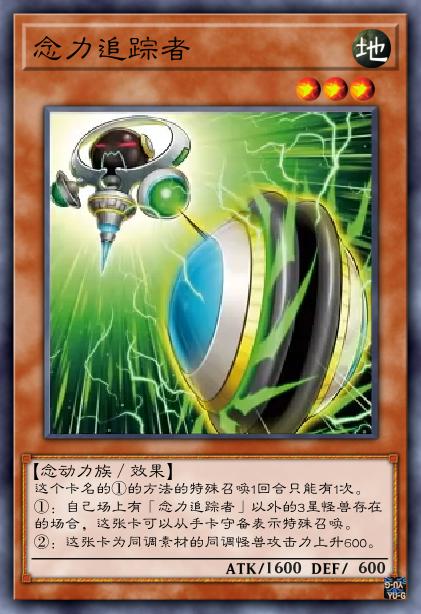 念力追踪者
地
【念动力族／效果】
这个卡名的①的方法的特殊召唤1回合只能有1次。
①：自己场上有「念力追踪者」以外的3星怪兽存在
的场合，这张卡可以从手卡守备表示特殊召唤。
②：这张卡为同调素材的同调怪兽攻击力上升600。
ATK/1600 DEF/ 600